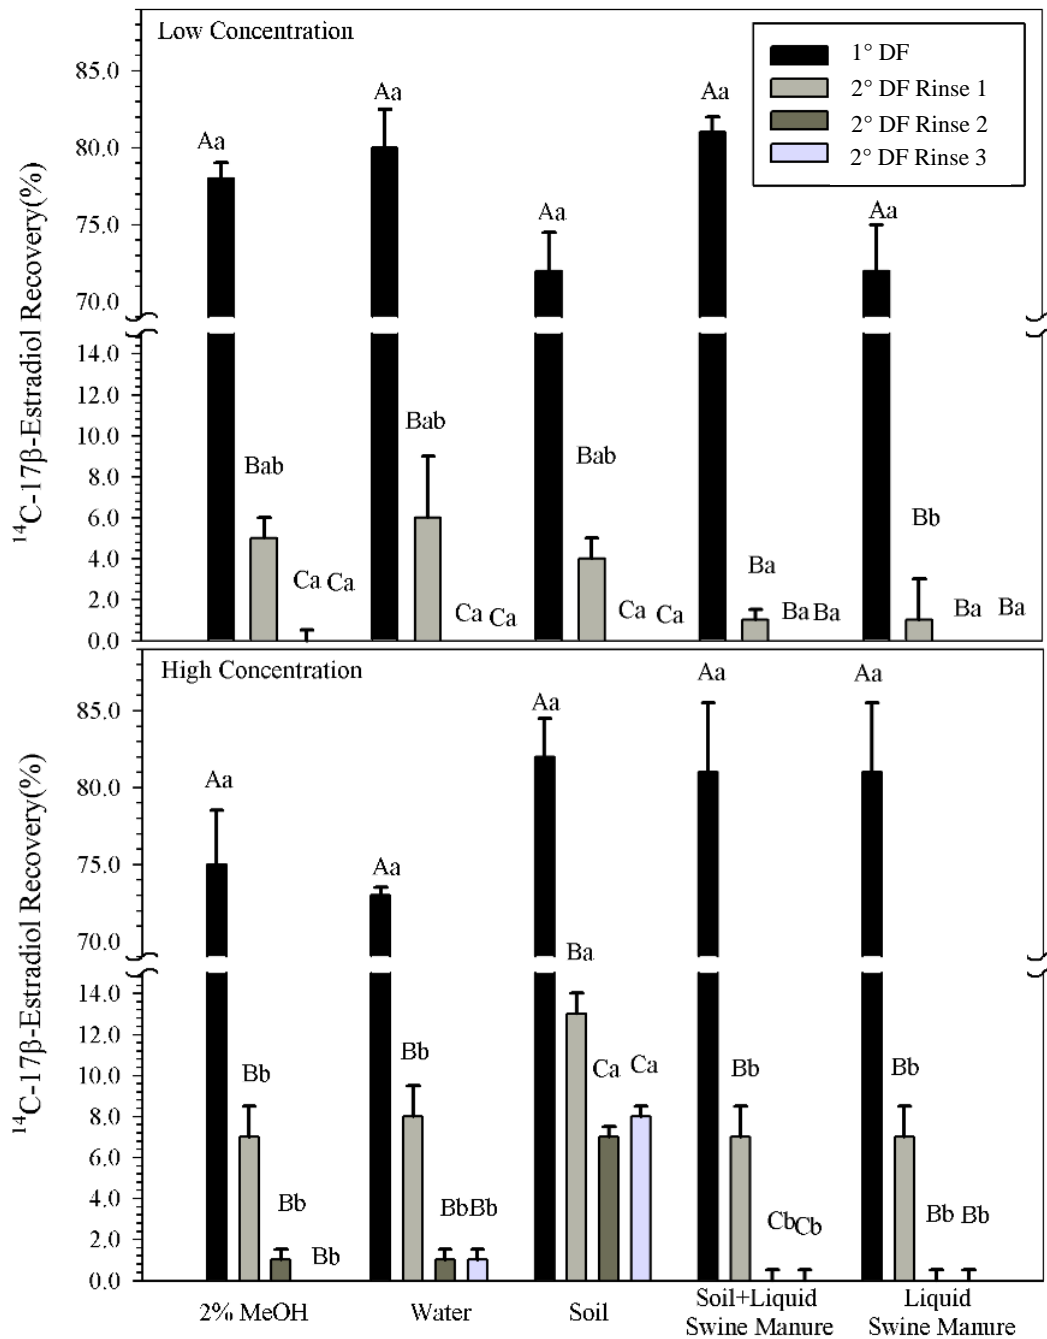 Low Concentration
1° DF
2° DF Rinse 1
2° DF Rinse 2
2° DF Rinse 3
¹⁴C-17β-Estradiol Recovery(%)
85.0
80.0
75.0
70.0
14.0
12.0
10.0
8.0
6.0
4.0
2.0
0.0
Aa
Bab
Ca Ca
Aa
Bab
Ca Ca
Aa
Bab
Ca Ca
Aa
Ba
Ba Ba
Aa
Bb
Ba Ba
High Concentration
¹⁴C-17β-Estradiol Recovery(%)
85.0
80.0
75.0
70.0
14.0
12.0
10.0
8.0
6.0
4.0
2.0
0.0
Aa
Bb
Bb
Bb
Aa
Bb
Bb Bb
Aa
Ba
Ca Ca
Aa
Bb
Cb Cb
Aa
Bb
Bb Bb
2% MeOH
Water
Soil
Soil+Liquid
Swine Manure
Liquid
Swine Manure